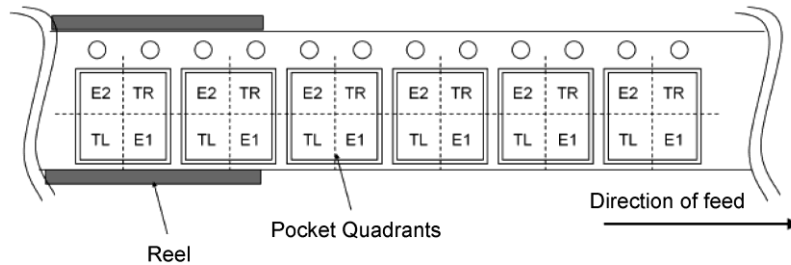 E2 TR E2 TR E2 TR E2 TR E2 TR E2 TR
TL E1 TL E1 TL E1 TL E1 TL E1 TL E1
Direction of feed
Pocket Quadrants
Reel